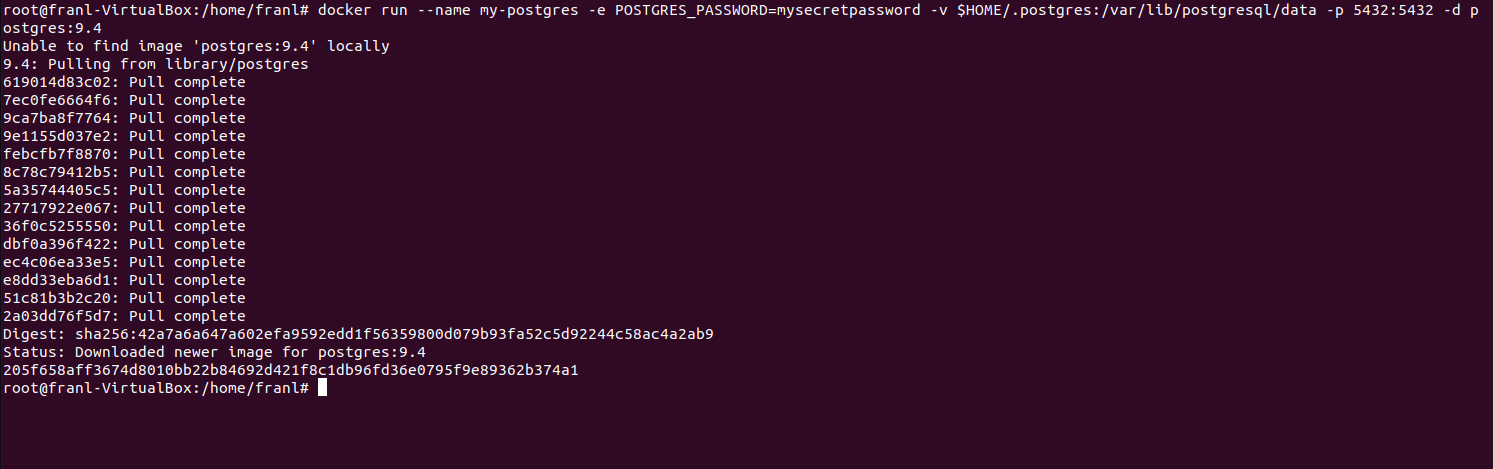 root@franl-VirtualBox:/home/franl# docker run --name my-postgres -e POSTGRES_PASSWORD=mysecretpassword -v $HOME/.postgres:/var/lib/postgresql/data -p 5432:5432 -d p
ostgres:9.4
Unable to find image 'postgres:9.4' locally
9.4: Pulling from library/postgres
619014d83c02: Pull complete
7ec0fe6664f6: Pull complete
9ca7ba8f7764: Pull complete
9e1155d037e2: Pull complete
febcfb7f8870: Pull complete
8c78c79412b5: Pull complete
5a35744405c5: Pull complete
27717922e067: Pull complete
36f0c5255550: Pull complete
dbf0a396f422: Pull complete
ec4c06ea33e5: Pull complete
e8dd33eba6d1: Pull complete
51c81b3b2c20: Pull complete
2a03dd76f5d7: Pull complete
Digest: sha256:42a7a6a647a602efa9592edd1f56359800d079b93fa52c5d92244c58ac4a2ab9
Status: Downloaded newer image for postgres:9.4
205f658aff3674d8010bb22b84692d421f8c1db96fd36e0795f9e89362b374a1
root@franl-VirtualBox:/home/franl#